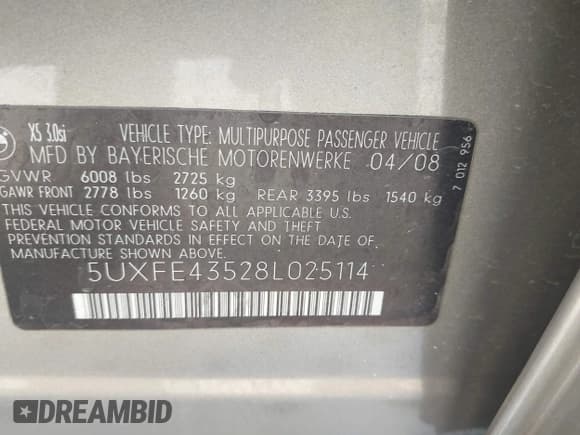 X5 3.0si VEHICLE TYPE: MULTIPURPOSE PASSENGER VEHICLE
MFD BY BAYERISCHE MOTORENWERKE 04/08
GVWR 6008 lbs 2725 kg
GAWR FRONT 2778 lbs 1260 kg REAR 3395 lbs 1540 kg
THIS VEHICLE CONFORMS TO ALL APPLICABLE U.S.
FEDERAL MOTOR VEHICLE SAFETY AND THEFT
PREVENTION STANDARDS IN EFFECT ON THE DATE OF
MANUFACTURE SHOWN ABOVE.
5UXFE43528L025114
7 012 956
DREAMBID